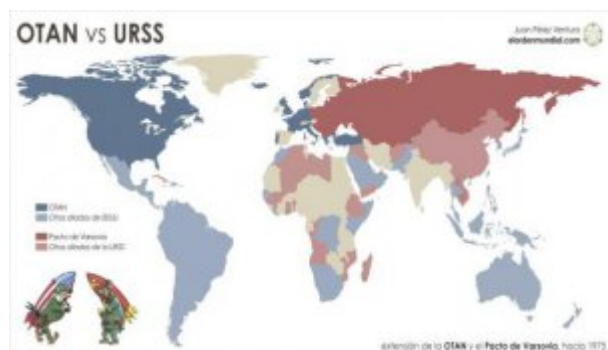 OTAN VS URSS
Juan Pérez Ventura
elordenmundial.com
OTAN
Otros aliados de EEUU
Pacto de Varsovia
Otros aliados de la URSS
extensión de la OTAN y el Pacto de Varsovia, hacia 1975